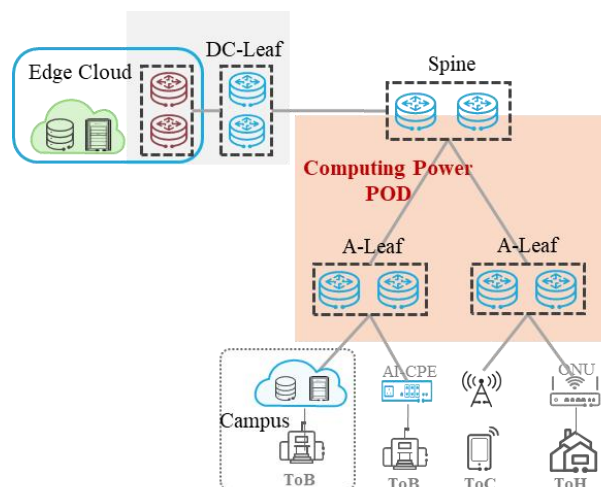 DC-Leaf
Edge Cloud
Spine
Computing Power
POD
A-Leaf
A-Leaf
AI-CPE
ONU
Campus
ToB
ToB
ToC
ToH